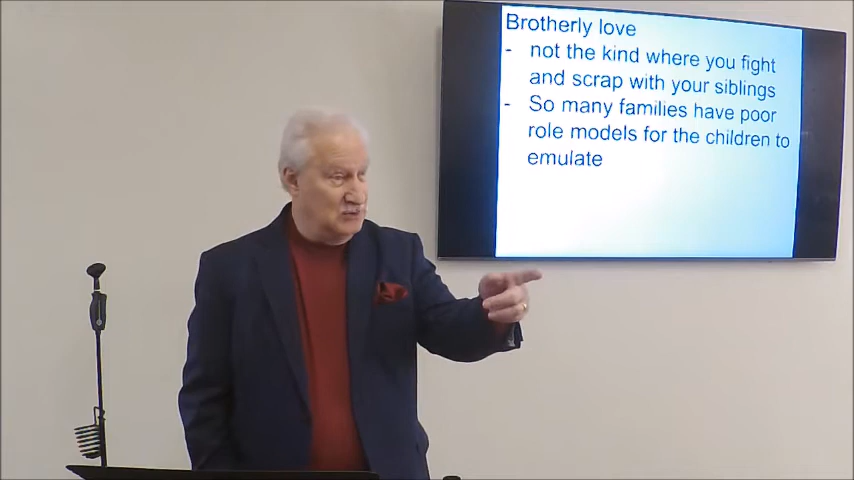 Brotherly love
- not the kind where you fight
and scrap with your siblings
- So many families have poor
role models for the children to
emulate